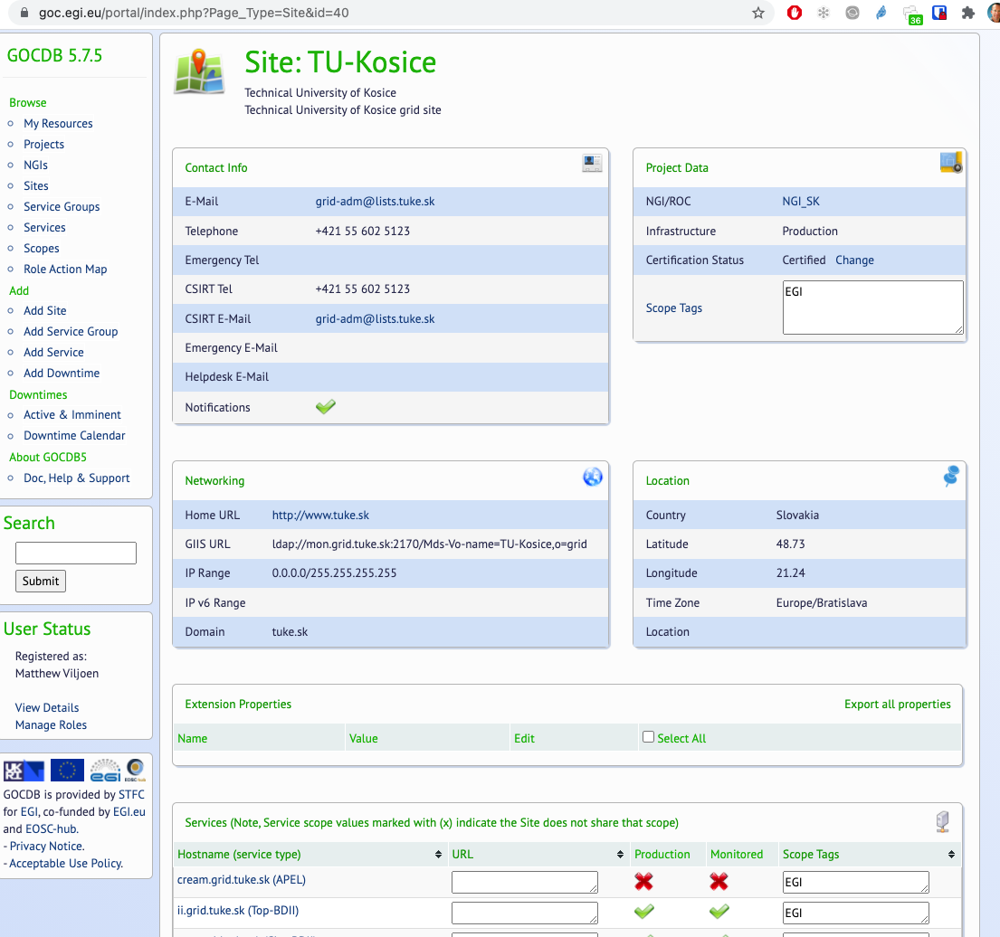 goc.egi.eu/portal/index.php?Page_Type=Site&id=40
36
GOCDB 5.7.5
Browse
My Resources
Projects
NGIs
Sites
Service Groups
Services
Scopes
Role Action Map
Add
Add Site
Add Service Group
Add Service
Add Downtime
Downtimes
Active & Imminent
Downtime Calendar
About GOCDB5
Doc, Help & Support
Search
Submit
User Status
Registered as:
Matthew Viljoen
View Details
Manage Roles
UKRI
egi
EOSC-hub
GOCDB is provided by STFC
for EGI, co-funded by EGI.eu
and EOSC-hub.
- Privacy Notice.
- Acceptable Use Policy.
Site: TU-Kosice
Technical University of Kosice
Technical University of Kosice grid site
Contact Info
E-Mail grid-adm@lists.tuke.sk
Telephone +421 55 602 5123
Emergency Tel
CSIRT Tel +421 55 602 5123
CSIRT E-Mail grid-adm@lists.tuke.sk
Emergency E-Mail
Helpdesk E-Mail
Notifications
Project Data
NGI/ROC NGI_SK
Infrastructure Production
Certification Status Certified Change
Scope Tags EGI
Networking
Home URL http://www.tuke.sk
GIIS URL ldap://mon.grid.tuke.sk:2170/Mds-Vo-name=TU-Kosice,o=grid
IP Range 0.0.0.0/255.255.255.255
IP v6 Range
Domain tuke.sk
Location
Country Slovakia
Latitude 48.73
Longitude 21.24
Time Zone Europe/Bratislava
Location
Extension Properties Export all properties
Name Value Edit Select All
Services (Note, Service scope values marked with (x) indicate the Site does not share that scope)
Hostname (service type) URL Production Monitored Scope Tags
cream.grid.tuke.sk (APEL) EGI
ii.grid.tuke.sk (Top-BDII) EGI